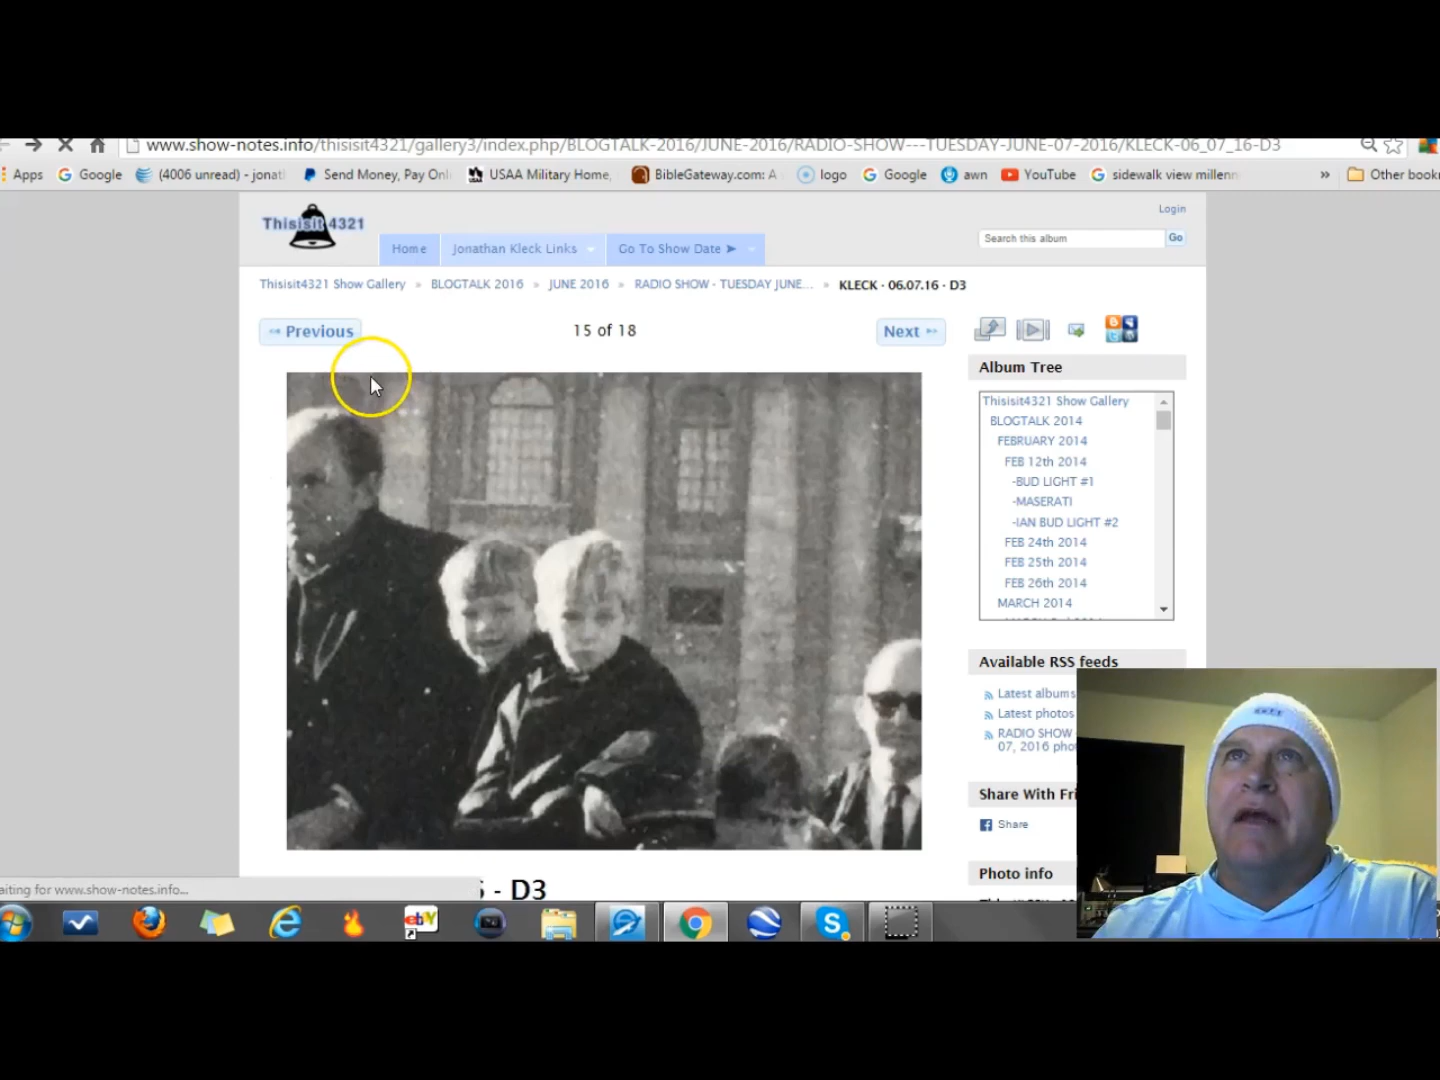 www.show-notes.info/thisisit4321/gallery3/index.php/BLOGTALK-2016/JUNE-2016/RADIO-SHOW---TUESDAY-JUNE-07-2016/KLECK-06_07_16-D3
Apps Google (4006 unread) - jonat Send Money, Pay Onl USAA Military Home, BibleGateway.com: A logo Google awn YouTube sidewalk view millenn » Other book
Thisisit 4321
Login
Home Jonathan Kleck Links Go To Show Date ►
Search this album Go
Thisisit4321 Show Gallery » BLOGTALK 2016 » JUNE 2016 » RADIO SHOW - TUESDAY JUNE... » KLECK - 06.07.16 - D3
Previous 15 of 18 Next
Album Tree
Thisisit4321 Show Gallery
BLOGTALK 2014
FEBRUARY 2014
FEB 12th 2014
-BUD LIGHT #1
-MASERATI
-IAN BUD LIGHT #2
FEB 24th 2014
FEB 25th 2014
FEB 26th 2014
MARCH 2014
Available RSS feeds
Latest albums
Latest photos
RADIO SHOW
07, 2016 pho
Share With Fri
Share
Photo info
aiting for www.show-notes.info...
- D3
ebY